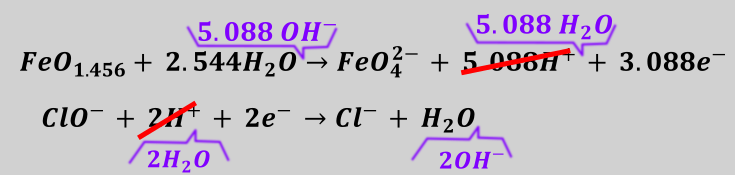 5.088 OH⁻ 5.088 H₂O
FeO₁.₄₅₆ + 2.544H₂O → FeO₄²⁻ + 5.088H⁺ + 3.088e⁻
ClO⁻ + 2H⁺ + 2e⁻ → Cl⁻ + H₂O
2H₂O 2OH⁻